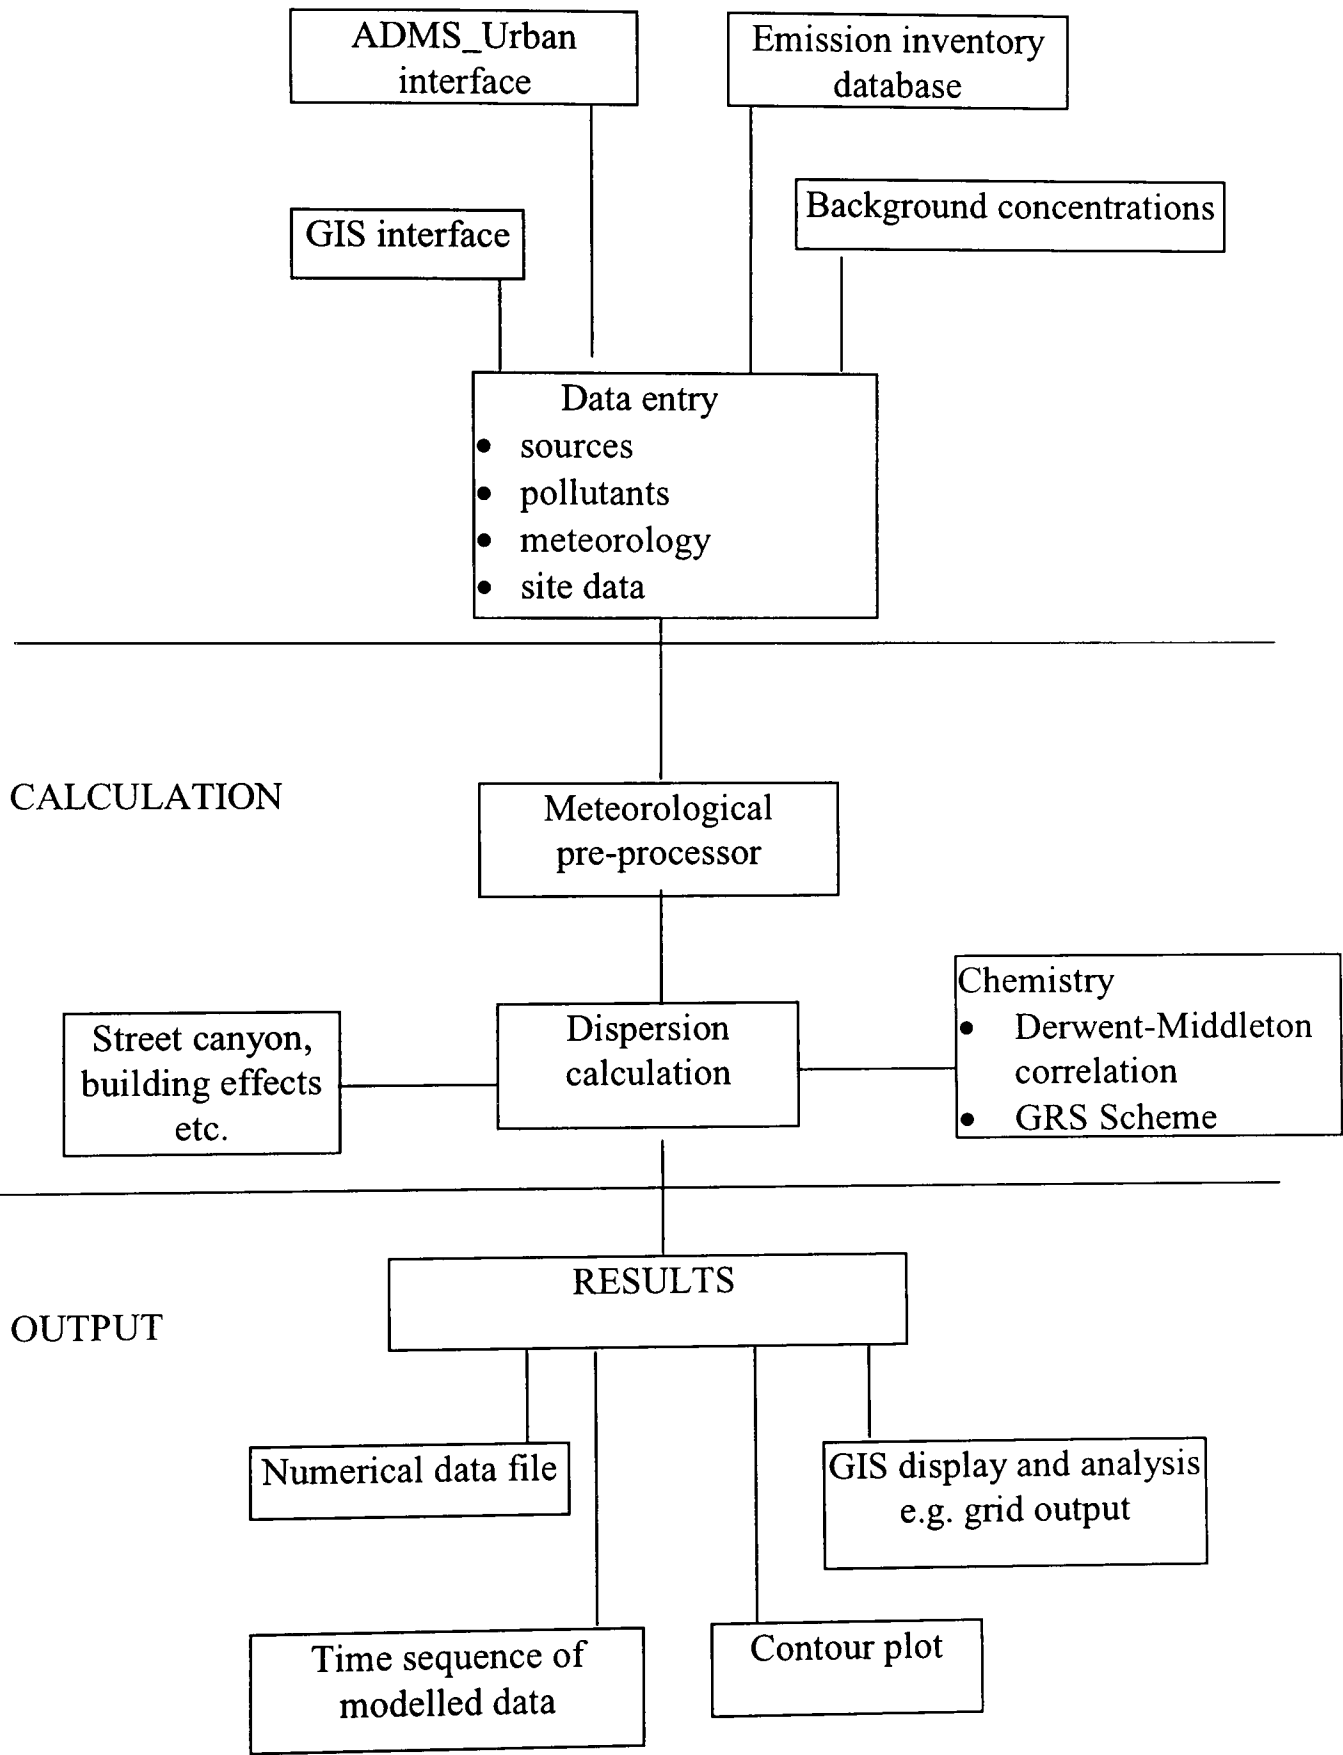 ADMS_Urban
interface
Emission inventory
database
Background concentrations
GIS interface
Data entry
• sources
• pollutants
• meteorology
• site data
CALCULATION
Meteorological
pre-processor
Street canyon,
building effects
etc.
Dispersion
calculation
Chemistry
• Derwent-Middleton
correlation
• GRS Scheme
RESULTS
OUTPUT
Numerical data file
GIS display and analysis
e.g. grid output
Time sequence of
modelled data
Contour plot